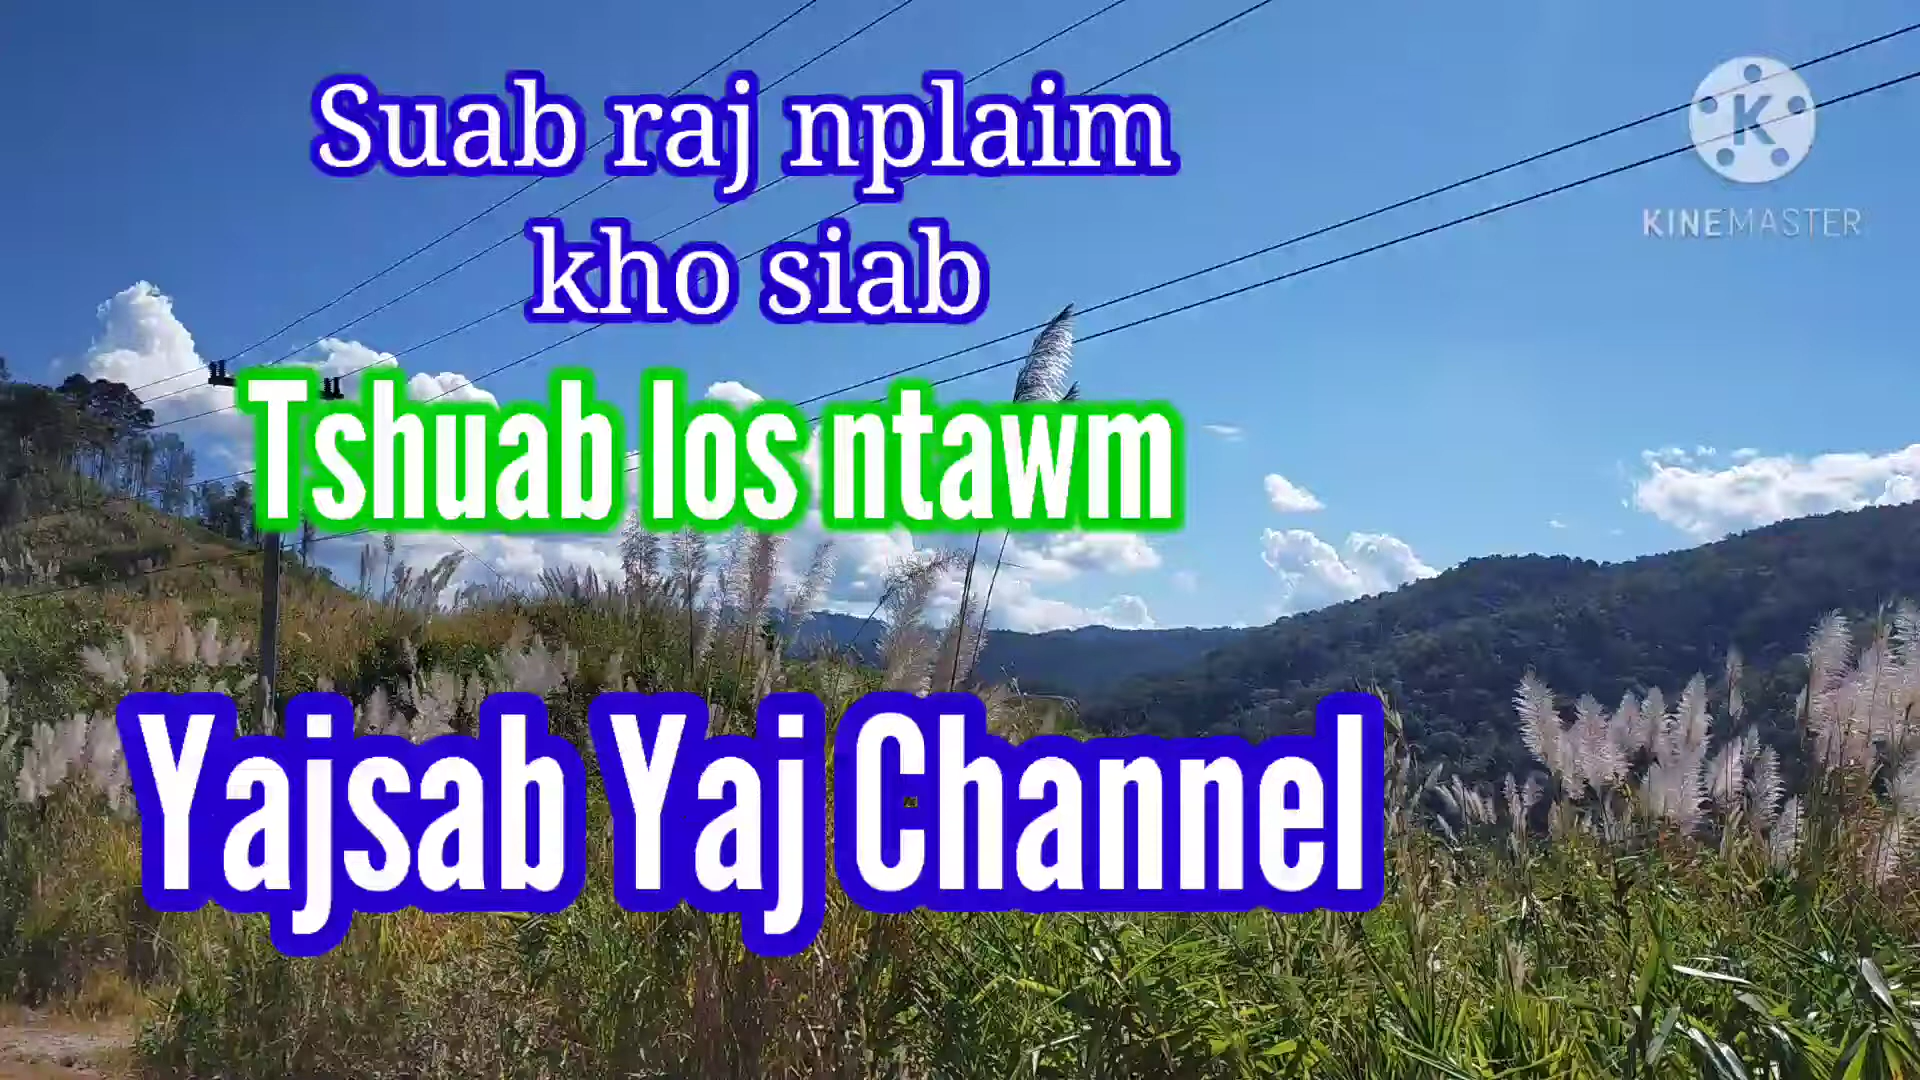 Suab raj nplaim
kho siab
Tshuab los ntawm
Yajsab Yaj Channel
K
KINEMASTER